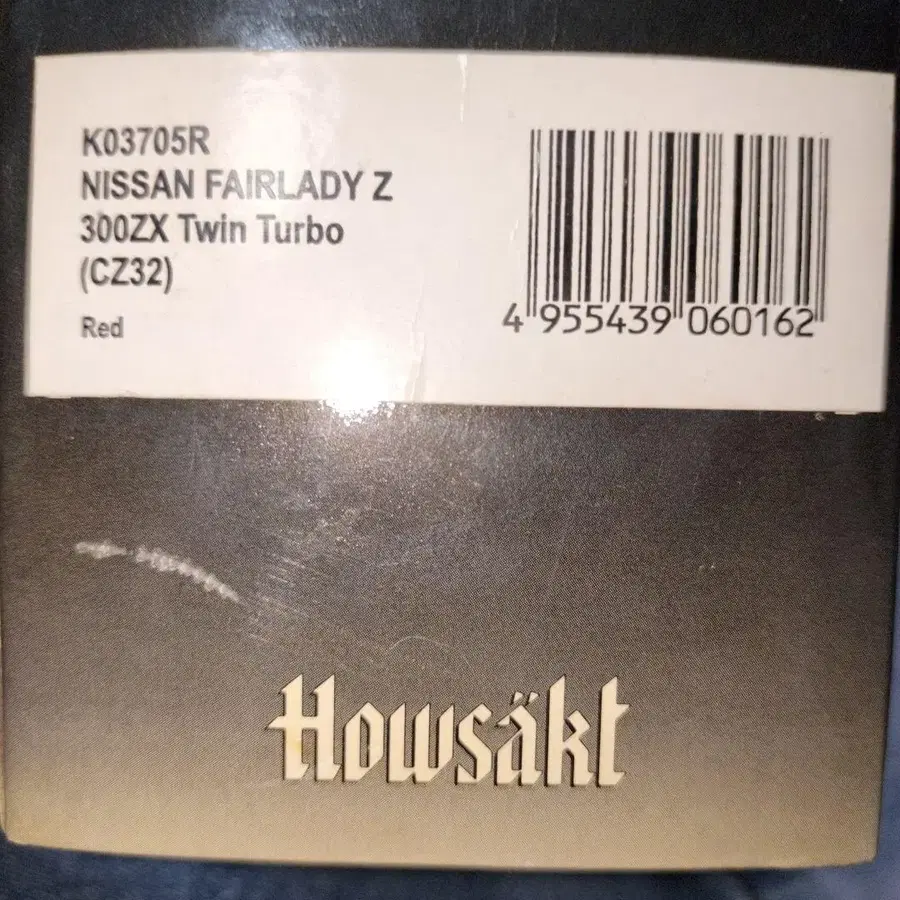 K03705R
NISSAN FAIRLADY Z
300ZX Twin Turbo
(CZ32)
Red
4 955439 060162
Howsäkt